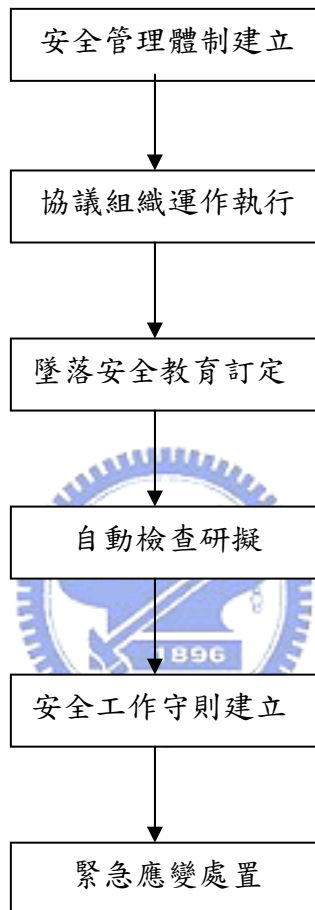 安全管理體制建立
協議組織運作執行
墜落安全教育訂定
自動檢查研擬
1896
安全工作守則建立
緊急應變處置